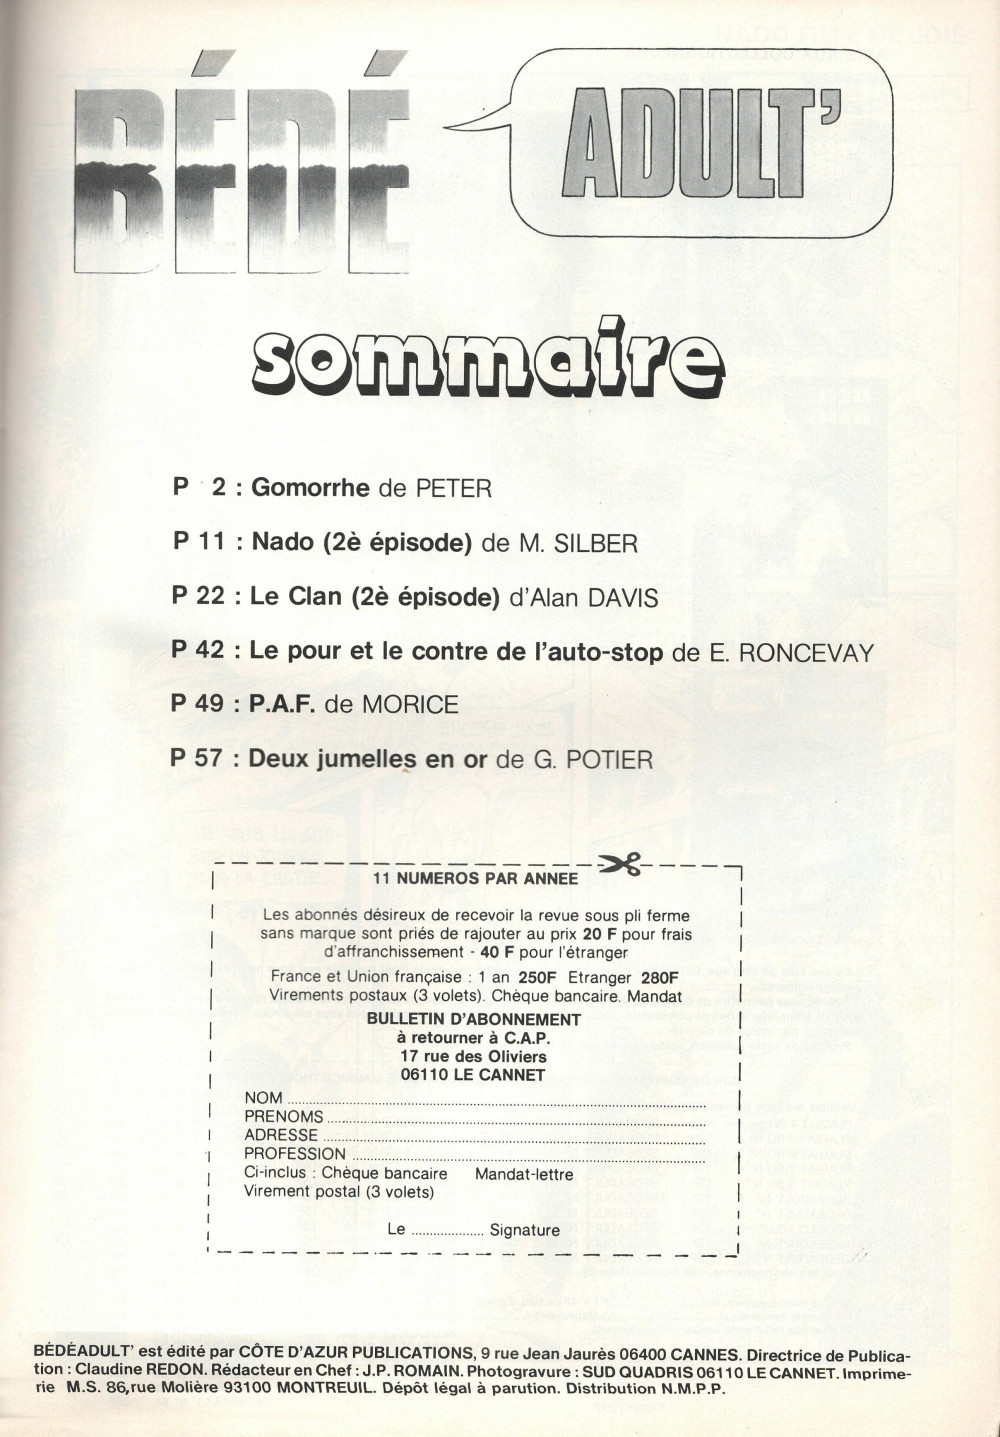 BÉDÉ ADULT'
sommaire
P 2 : Gomorrhe de PETER
P 11 : Nado (2è épisode) de M. SILBER
P 22 : Le Clan (2è épisode) d'Alan DAVIS
P 42 : Le pour et le contre de l'auto-stop de E. RONCEVAY
P 49 : P.A.F. de MORICE
P 57 : Deux jumelles en or de G. POTIER
11 NUMEROS PAR ANNEE
Les abonnés désireux de recevoir la revue sous pli ferme
sans marque sont priés de rajouter au prix 20 F pour frais
d'affranchissement - 40 F pour l'étranger
France et Union française : 1 an 250F Etranger 280F
Virements postaux (3 volets). Chèque bancaire. Mandat
BULLETIN D'ABONNEMENT
à retourner à C.A.P.
17 rue des Oliviers
06110 LE CANNET
NOM
PRENOMS
ADRESSE
PROFESSION
Ci-inclus : Chèque bancaire Mandat-lettre
Virement postal (3 volets)
Le .................... Signature
BÉDÉADULT' est édité par CÔTE D'AZUR PUBLICATIONS, 9 rue Jean Jaurès 06400 CANNES. Directrice de Publica-
tion : Claudine REDON. Rédacteur en Chef : J.P. ROMAIN. Photogravure : SUD QUADRIS 06110 LE CANNET. Imprime-
rie M.S. 86, rue Molière 93100 MONTREUIL. Dépôt légal à parution. Distribution N.M.P.P.